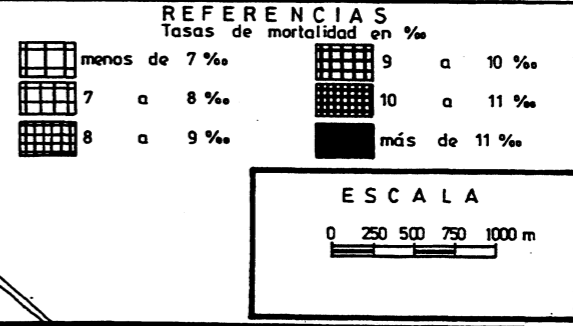 REFERENCIAS
Tasas de mortalidad en ‰
menos de 7 ‰
7 a 8 ‰
8 a 9 ‰
9 a 10 ‰
10 a 11 ‰
más de 11 ‰
ESCALA
0 250 500 750 1000 m